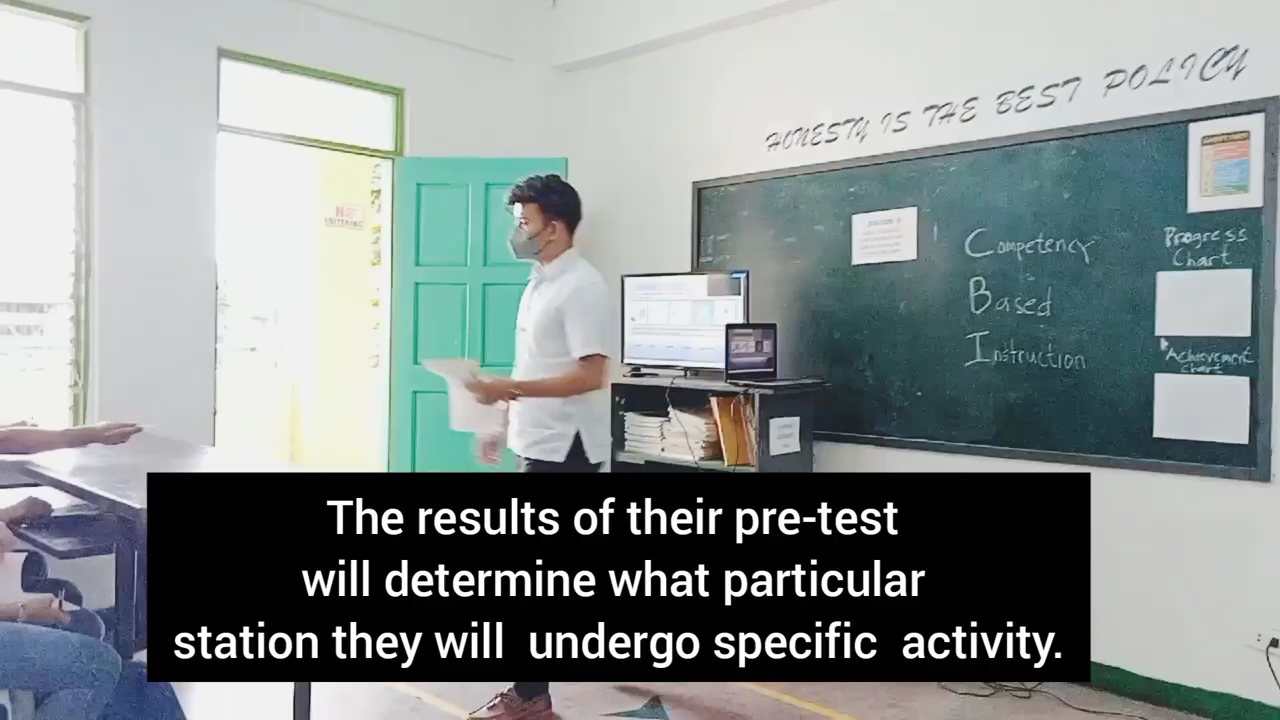 HONESTY IS THE BEST POLICY
Competency
Based
Instruction
Progress
Chart
Achievement
Chart
The results of their pre-test
will determine what particular
station they will undergo specific activity.